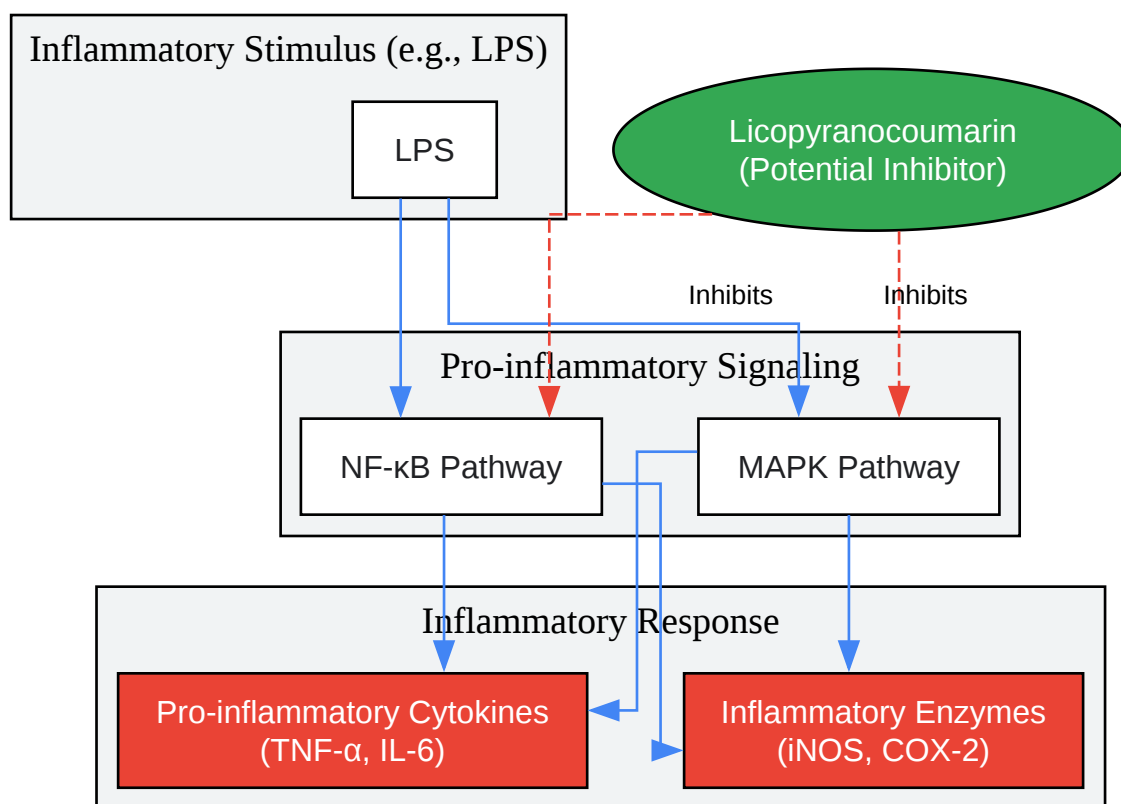 Inflammatory Stimulus (e.g., LPS)
LPS
Licopyranocoumarin
(Potential Inhibitor)
Inhibits
Inhibits
Pro-inflammatory Signaling
NF-κB Pathway
MAPK Pathway
Inflammatory Response
Pro-inflammatory Cytokines
(TNF-α, IL-6)
Inflammatory Enzymes
(iNOS, COX-2)